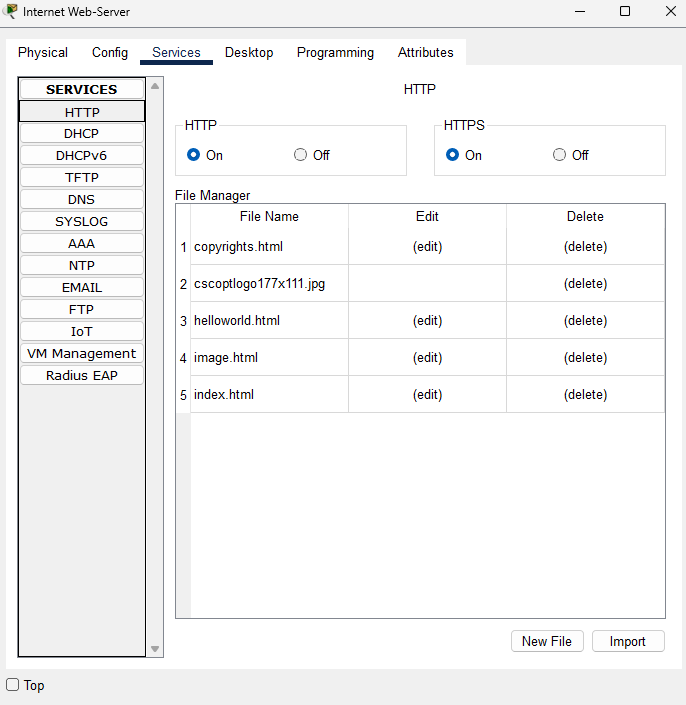 Internet Web-Server
Physical Config Services Desktop Programming Attributes
SERVICES
HTTP
DHCP
DHCPv6
TFTP
DNS
SYSLOG
AAA
NTP
EMAIL
FTP
IoT
VM Management
Radius EAP
HTTP
HTTP
On Off
HTTPS
On Off
File Manager
File Name Edit Delete
1 copyrights.html (edit) (delete)
2 cscoptlogo177x111.jpg (delete)
3 helloworld.html (edit) (delete)
4 image.html (edit) (delete)
5 index.html (edit) (delete)
New File Import
Top